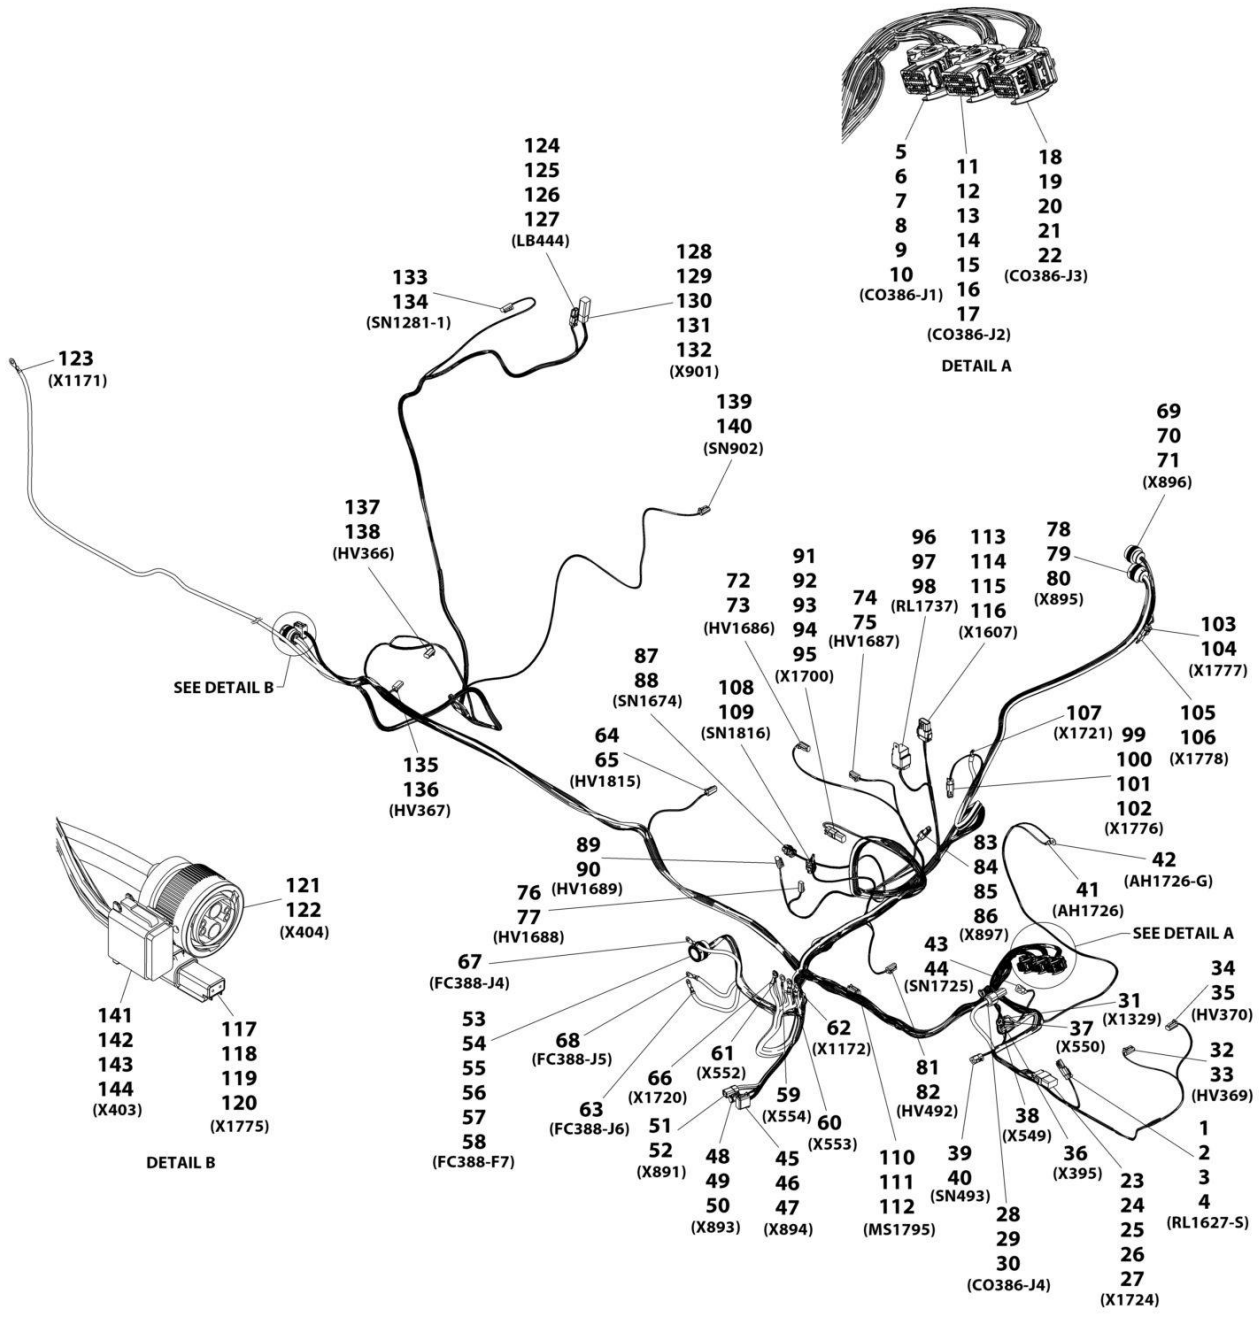 5
6
7
8
9
10
(CO386-J1)
11
12
13
14
15
16
17
(CO386-J2)
18
19
20
21
22
(CO386-J3)
DETAIL A
124
125
126
127
(LB444)
133
134
(SN1281-1)
128
129
130
131
132
(X901)
123
(X1171)
139
140
(SN902)
69
70
71
(X896)
137
138
(HV366)
78
79
80
(X895)
96
97
98
(RL1737)
113
114
115
116
(X1607)
91
92
93
94
95
(X1700)
72
73
(HV1686)
74
75
(HV1687)
103
104
(X1777)
87
88
(SN1674)
108
109
(SN1816)
SEE DETAIL B
105
106
(X1778)
107
(X1721)
99
100
101
102
(X1776)
64
65
(HV1815)
135
136
(HV367)
89
90
(HV1689)
76
77
(HV1688)
83
84
85
86
(X897)
42
(AH1726-G)
41
(AH1726)
SEE DETAIL A
121
122
(X404)
67
(FC388-J4)
43
44
(SN1725)
34
35
(HV370)
31
(X1329)
141
142
143
144
(X403)
117
118
119
120
(X1775)
DETAIL B
53
54
55
56
57
58
(FC388-F7)
68
(FC388-J5)
61
(X552)
62
(X1172)
37
(X550)
32
33
(HV369)
66
(X1720)
81
82
(HV492)
63
(FC388-J6)
59
(X554)
60
(X553)
38
(X549)
51
52
(X891)
48
49
50
(X893)
45
46
47
(X894)
110
111
112
(MS1795)
39
40
(SN493)
36
(X395)
1
2
3
4
(RL1627-S)
28
29
30
(CO386-J4)
23
24
25
26
27
(X1724)